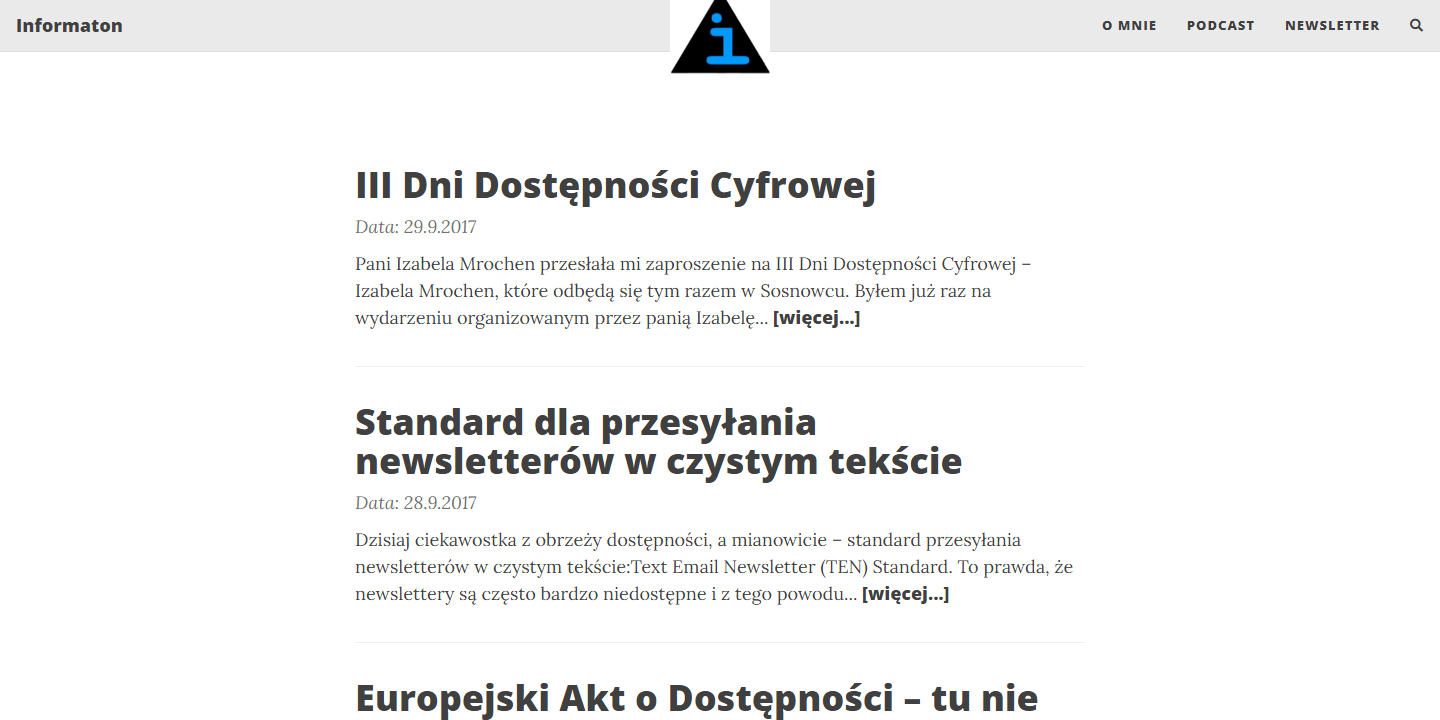 Informaton
i
O MNIE
PODCAST
NEWSLETTER
III Dni Dostępności Cyfrowej
Data: 29.9.2017
Pani Izabela Mrochen przesłała mi zaproszenie na III Dni Dostępności Cyfrowej –
Izabela Mrochen, które odbędą się tym razem w Sosnowcu. Byłem już raz na
wydarzeniu organizowanym przez panią Izabelę... [więcej...]
Standard dla przesyłania
newsletterów w czystym tekście
Data: 28.9.2017
Dzisiaj ciekawostka z obrzeży dostępności, a mianowicie – standard przesyłania
newsletterów w czystym tekście:Text Email Newsletter (TEN) Standard. To prawda, że
newslettery są często bardzo niedostępne i z tego powodu... [więcej...]
Europejski Akt o Dostępności – tu nie